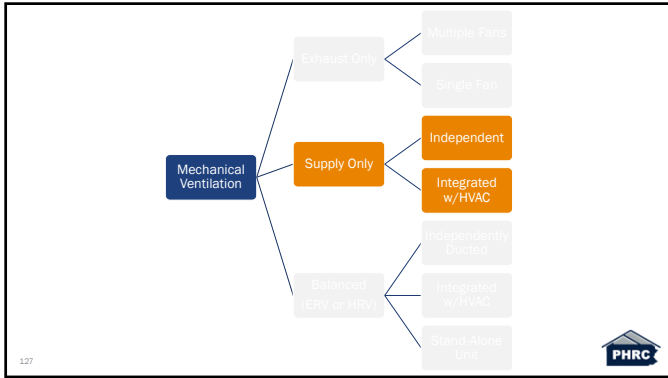 Multiple Fans
Exhaust Only
Single Fan
Independent
Mechanical
Ventilation
Supply Only
Integrated
w/HVAC
Independently
Ducted
Balanced
(ERV or HRV)
Integrated
w/HVAC
Stand-Alone
Unit
127
PHRC